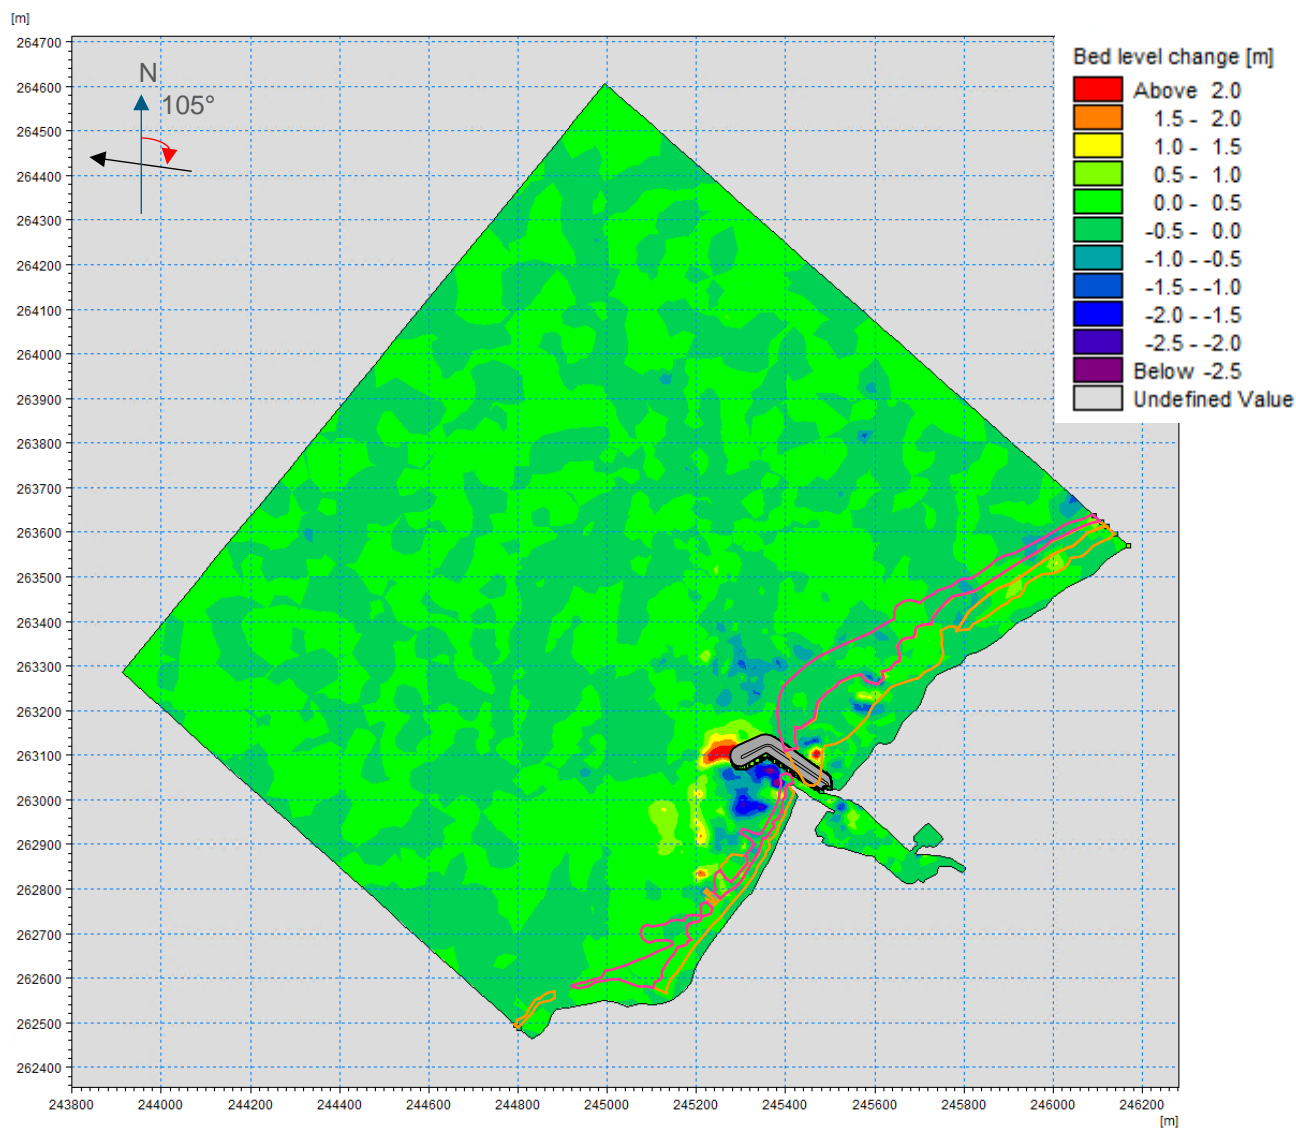 [m]
264700
264600
264500
264400
264300
264200
264100
264000
263900
263800
263700
263600
263500
263400
263300
263200
263100
263000
262900
262800
262700
262600
262500
262400
N
105°
Bed level change [m]
Above 2.0
1.5 - 2.0
1.0 - 1.5
0.5 - 1.0
0.0 - 0.5
-0.5 - 0.0
-1.0 - -0.5
-1.5 - -1.0
-2.0 - -1.5
-2.5 - -2.0
Below -2.5
Undefined Value
243800 244000 244200 244400 244600 244800 245000 245200 245400 245600 245800 246000 246200
[m]